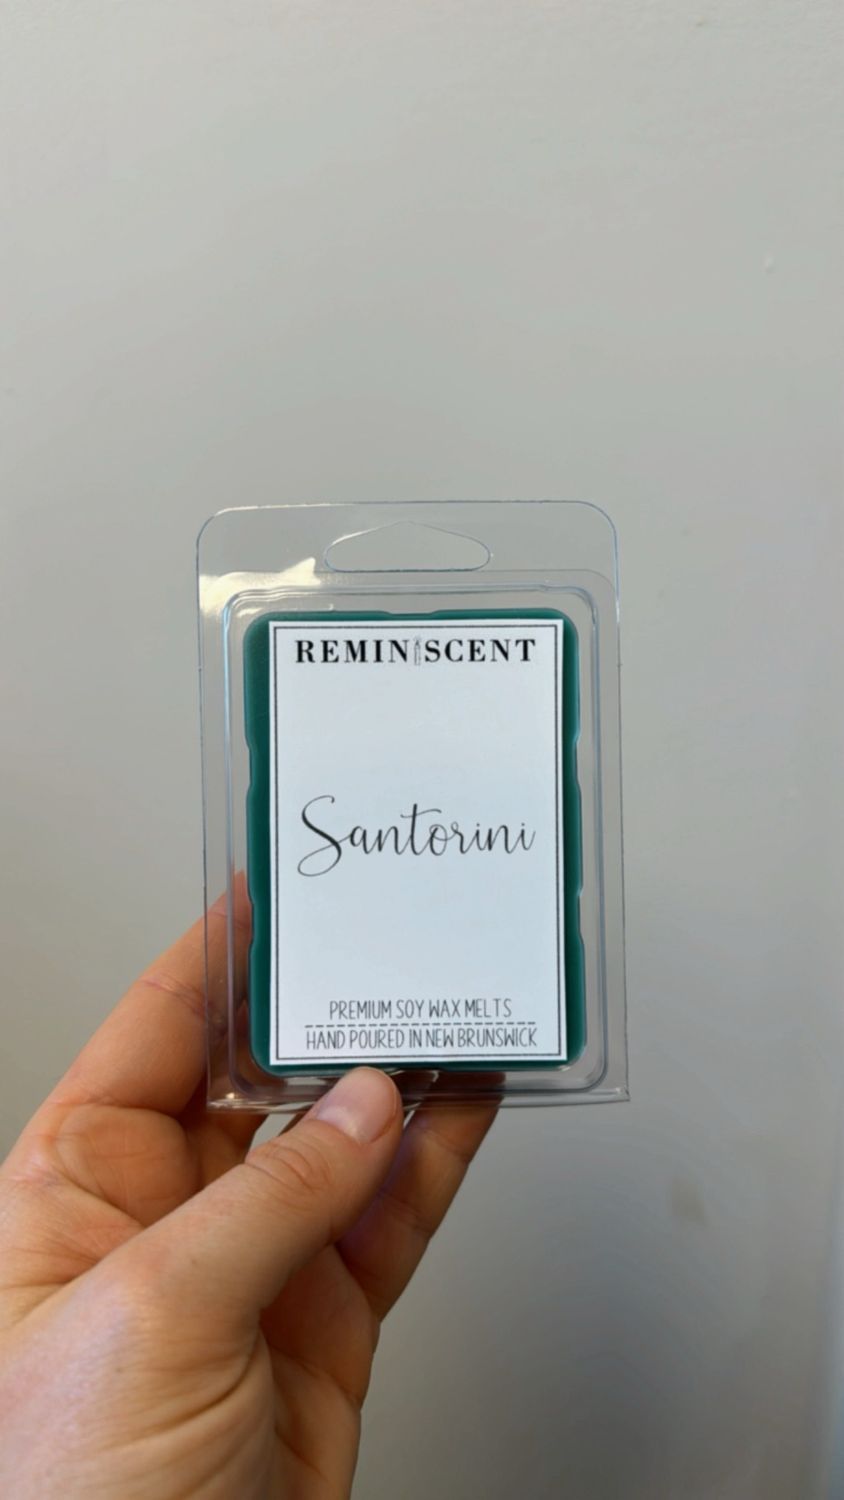 REMINISCENT
Santorini
PREMIUM SOY WAX MELTS
HAND POURED IN NEW BRUNSWICK